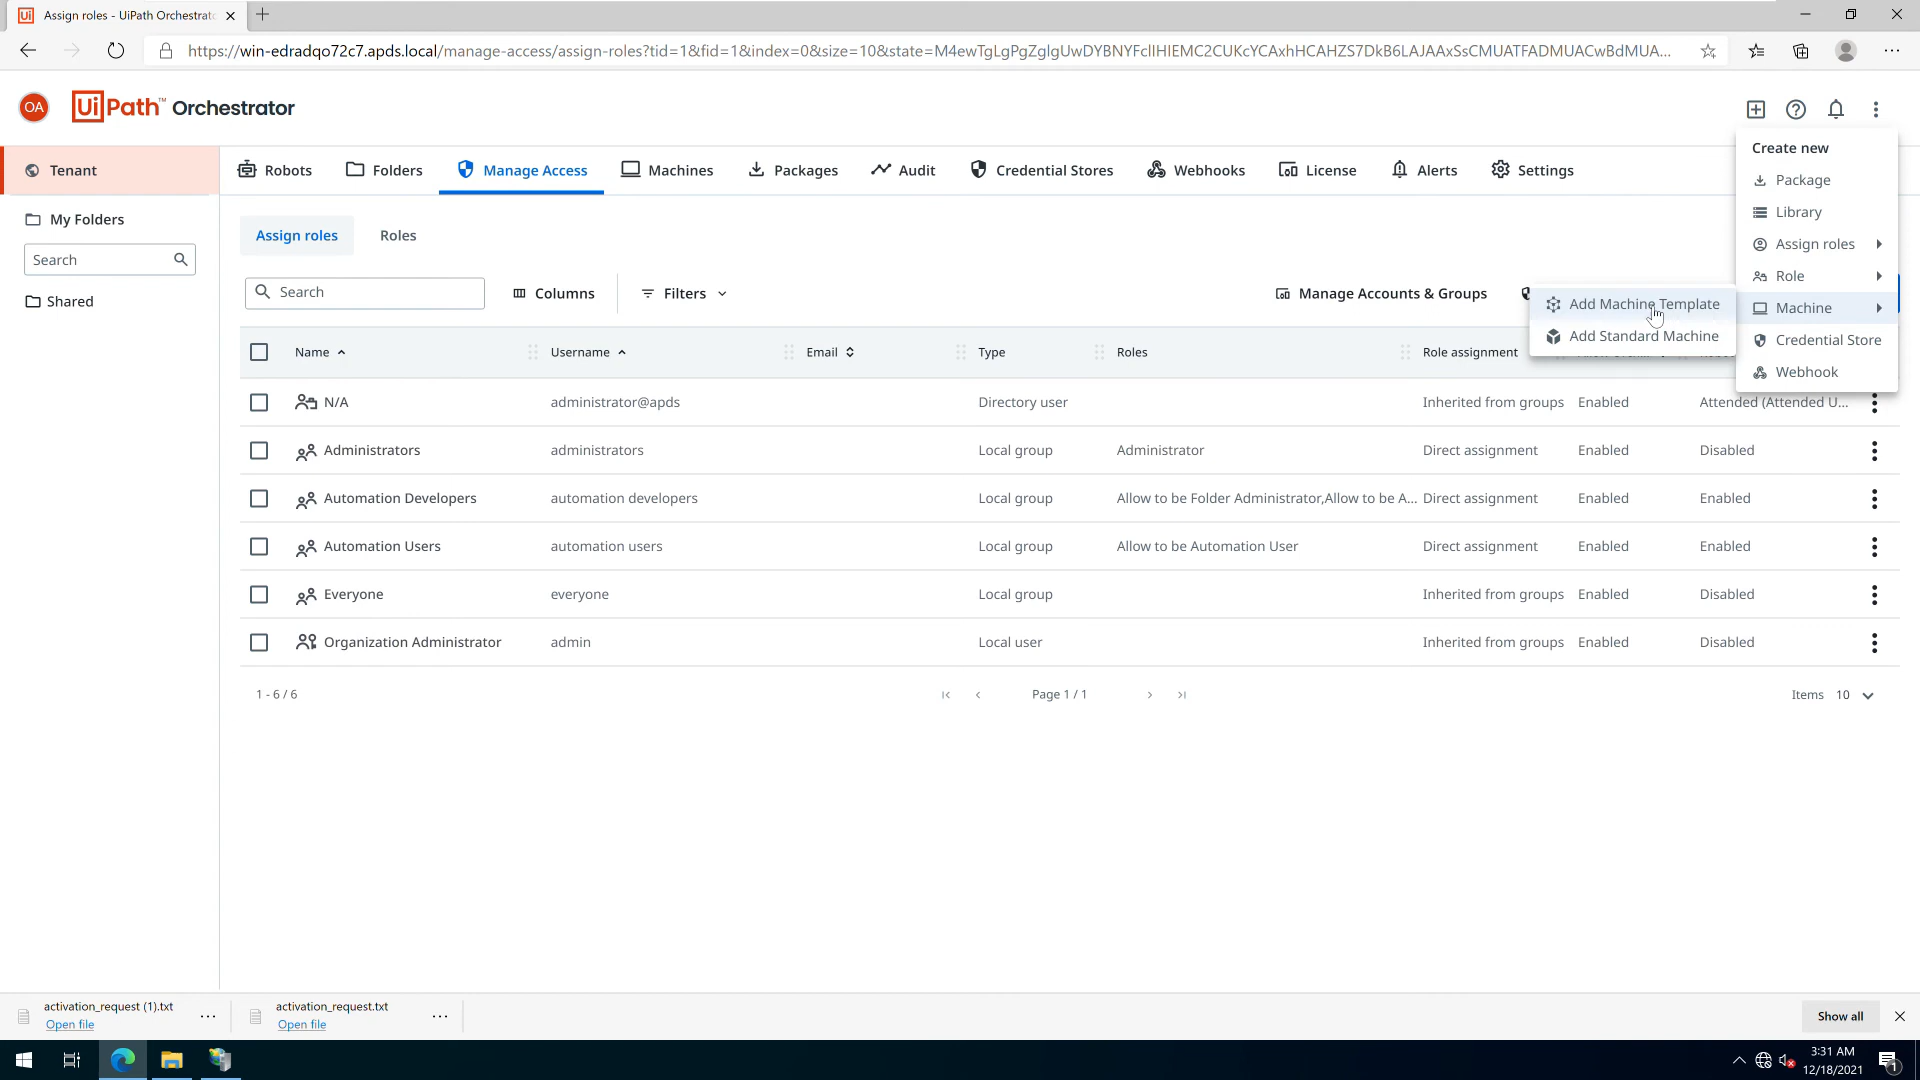 Assign roles - UiPath Orchestrat
https://win-edradqo72c7.apds.local/manage-access/assign-roles?tid=1&fid=1&index=0&size=10&state=M4ewTgLgPgZglgUwDYBNYFclIHIEMC2CUKcYCAxhHCAHZS7DkB6LAJAAxSsCMUATFADMUACwBdMUA...
OA UiPath™ Orchestrator
Tenant
Robots Folders Manage Access Machines Packages Audit Credential Stores Webhooks License Alerts Settings
Create new
Package
Library
Assign roles
Role
Machine
Credential Store
Webhook
Add Machine Template
Add Standard Machine
My Folders
Search
Shared
Assign roles Roles
Search Columns Filters Manage Accounts & Groups
Name Username Email Type Roles Role assignment
N/A administrator@apds Directory user Inherited from groups Enabled Attended (Attended U...
Administrators administrators Local group Administrator Direct assignment Enabled Disabled
Automation Developers automation developers Local group Allow to be Folder Administrator,Allow to be A... Direct assignment Enabled Enabled
Automation Users automation users Local group Allow to be Automation User Direct assignment Enabled Enabled
Everyone everyone Local group Inherited from groups Enabled Disabled
Organization Administrator admin Local user Inherited from groups Enabled Disabled
1 - 6 / 6 Page 1 / 1 Items 10
activation_request (1).txt
Open file
activation_request.txt
Open file
Show all
3:31 AM
12/18/2021
1